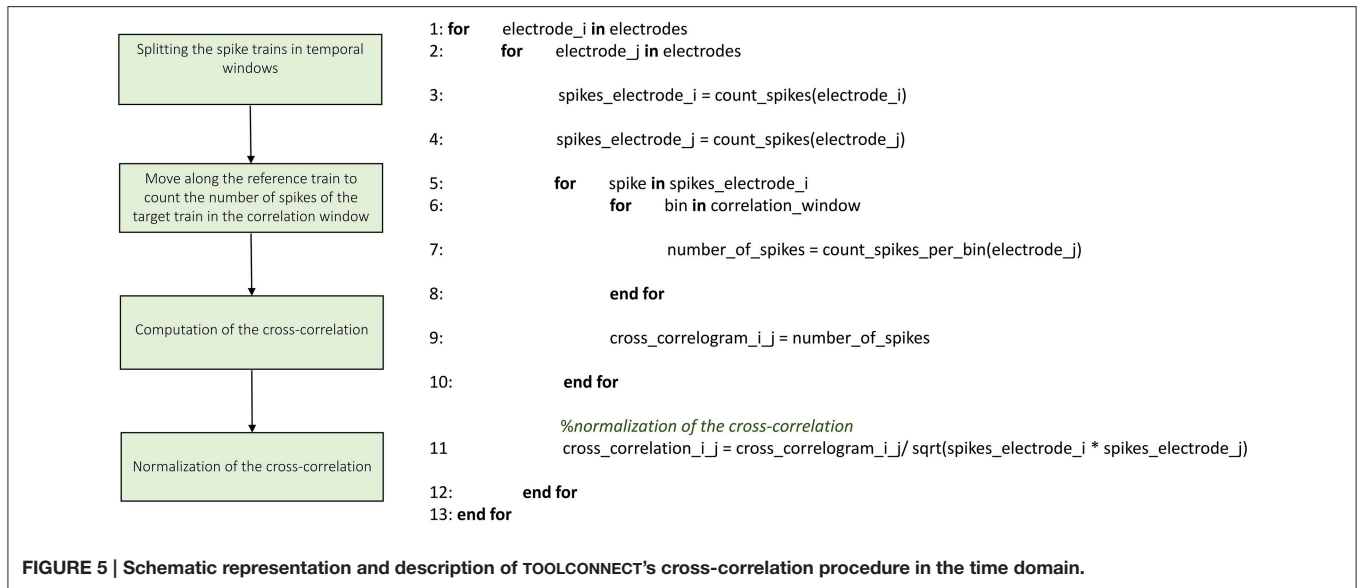 Splitting the spike trains in temporal
windows
Move along the reference train to
count the number of spikes of the
target train in the correlation window
Computation of the cross-correlation
Normalization of the cross-correlation
1: for electrode_i in electrodes
2: for electrode_j in electrodes
3: spikes_electrode_i = count_spikes(electrode_i)
4: spikes_electrode_j = count_spikes(electrode_j)
5: for spike in spikes_electrode_i
6: for bin in correlation_window
7: number_of_spikes = count_spikes_per_bin(electrode_j)
8: end for
9: cross_correlogram_i_j = number_of_spikes
10: end for
%normalization of the cross-correlation
11 cross_correlation_i_j = cross_correlogram_i_j/ sqrt(spikes_electrode_i * spikes_electrode_j)
12: end for
13: end for
FIGURE 5 | Schematic representation and description of TOOLCONNECT's cross-correlation procedure in the time domain.